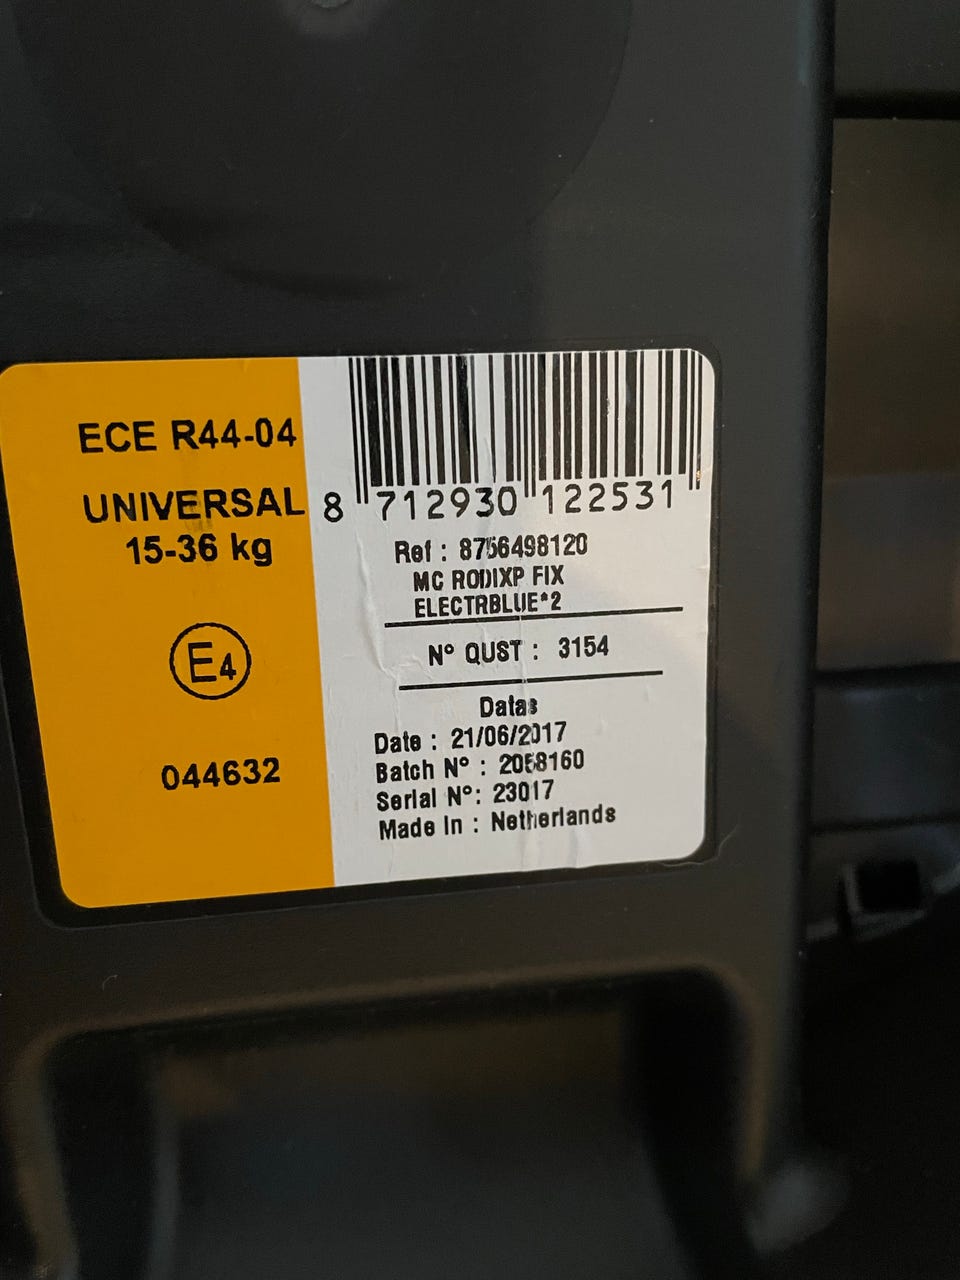 ECE R44-04
UNIVERSAL
15-36 kg
E4
044632
8 712930 122531
Ref : 8756498120
MC RODIXP FIX
ELECTRBLUE*2
N° QUST : 3154
Datas
Date : 21/06/2017
Batch N° : 2058160
Serial N°: 23017
Made In : Netherlands